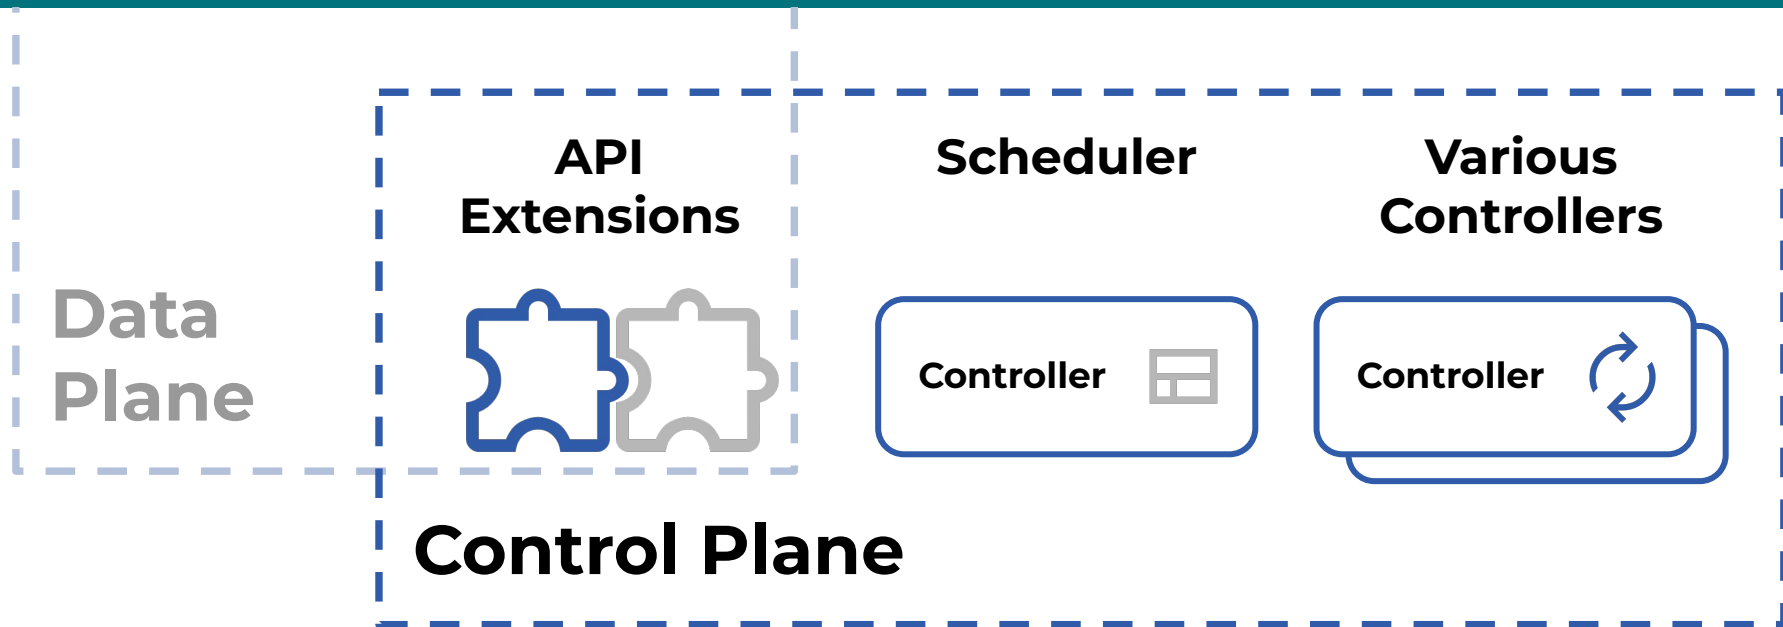 API
Extensions
Scheduler
Various
Controllers
Data
Plane
Controller
Controller
Control Plane